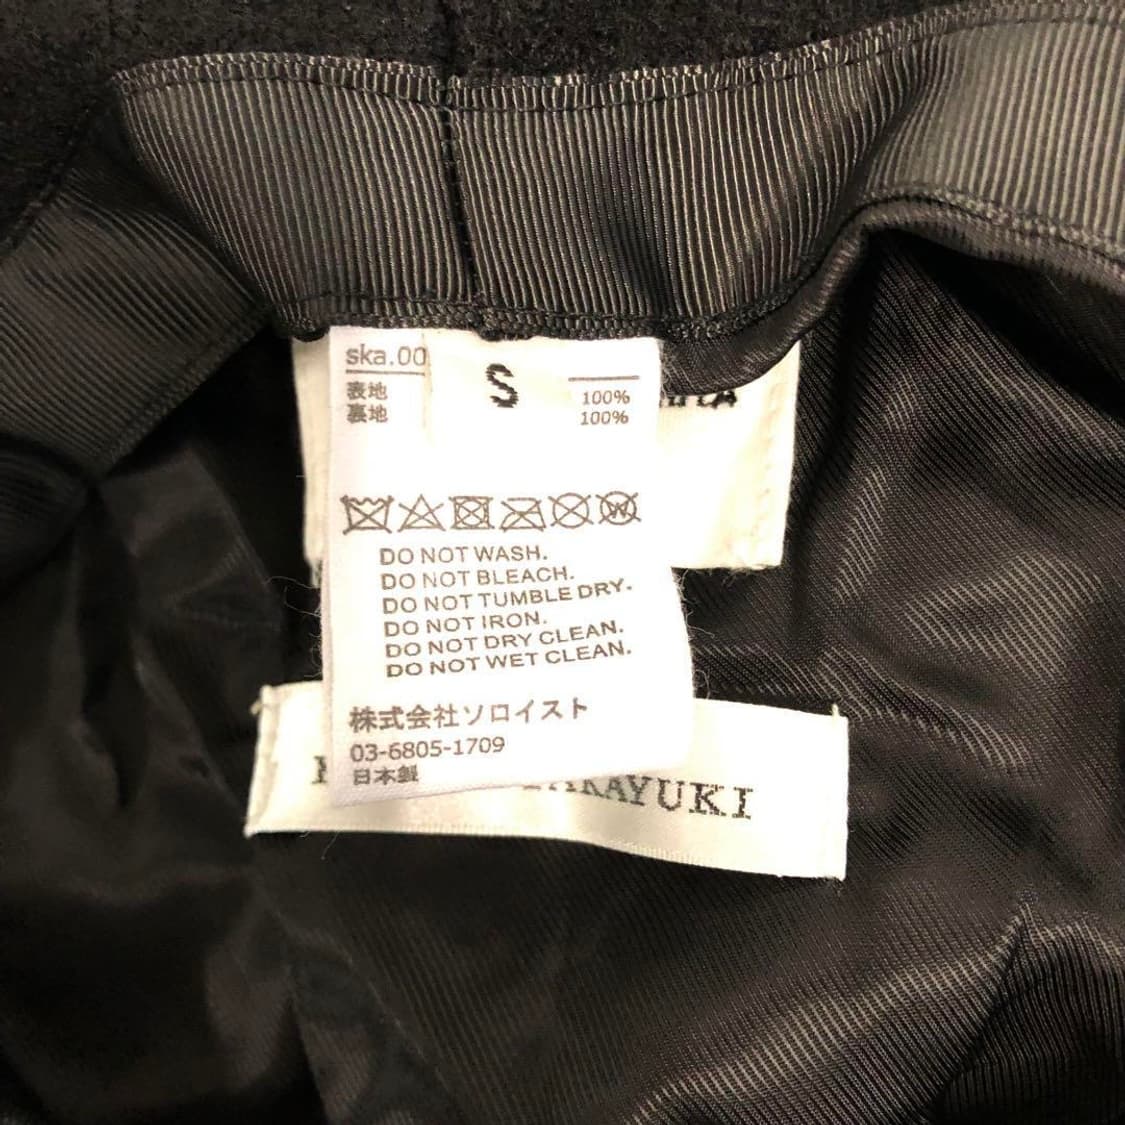 ska.00
S
表地 100%
裏地 100%
DO NOT WASH.
DO NOT BLEACH.
DO NOT TUMBLE DRY.
DO NOT IRON.
DO NOT DRY CLEAN.
DO NOT WET CLEAN.
株式会社ソロイスト
03-6805-1709
日本製
AKAYUKI